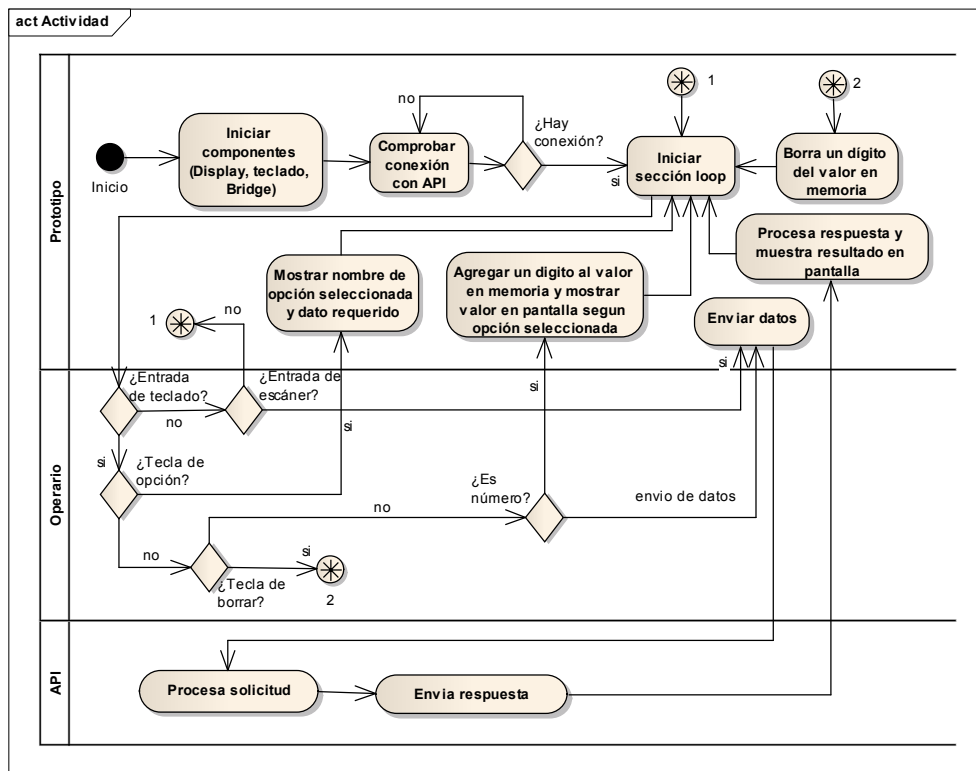 act Actividad
Prototipo
Inicio
Iniciar
componentes
(Display, teclado,
Bridge)
no
Comprobar
conexión
con API
¿Hay
conexión?
si
1
Iniciar
sección loop
2
Borra un dígito
del valor en
memoria
Mostrar nombre de
opción seleccionada
y dato requerido
Agregar un digito al valor
en memoria y mostrar
valor en pantalla segun
opción seleccionada
Procesa respuesta y
muestra resultado en
pantalla
Enviar datos
1
no
si
Operario
¿Entrada
de teclado?
no
¿Entrada de
escáner?
si
si
si
¿Tecla de
opción?
no
¿Es
número?
envio de datos
no
si
¿Tecla de
borrar?
2
API
Procesa solicitud
Envia respuesta